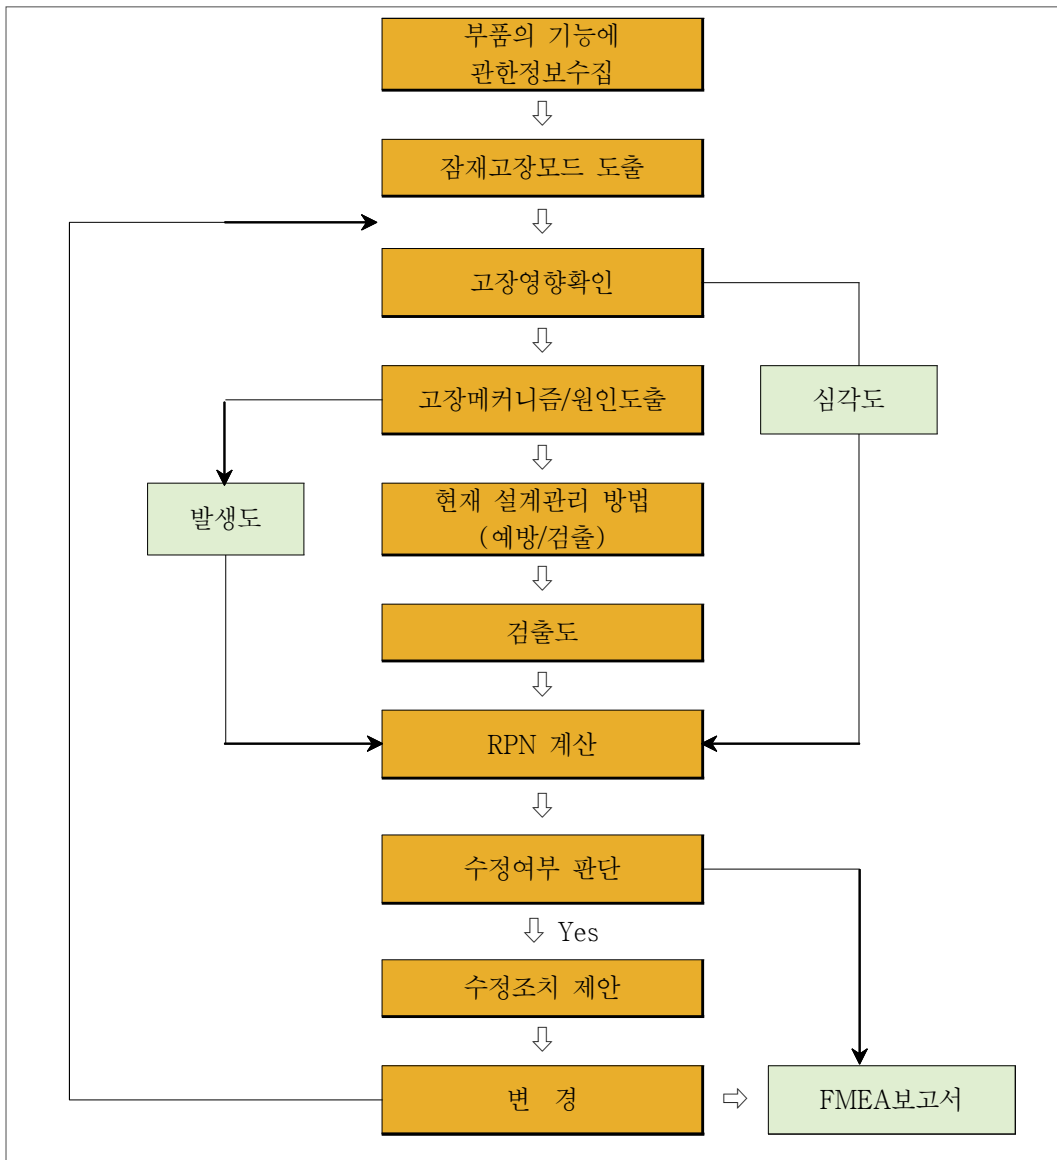 부품의 기능에
관한정보수집
잠재고장모드 도출
고장영향확인
고장메커니즘/원인도출
심각도
발생도
현재 설계관리 방법
(예방/검출)
검출도
RPN 계산
수정여부 판단
Yes
수정조치 제안
변 경
FMEA보고서